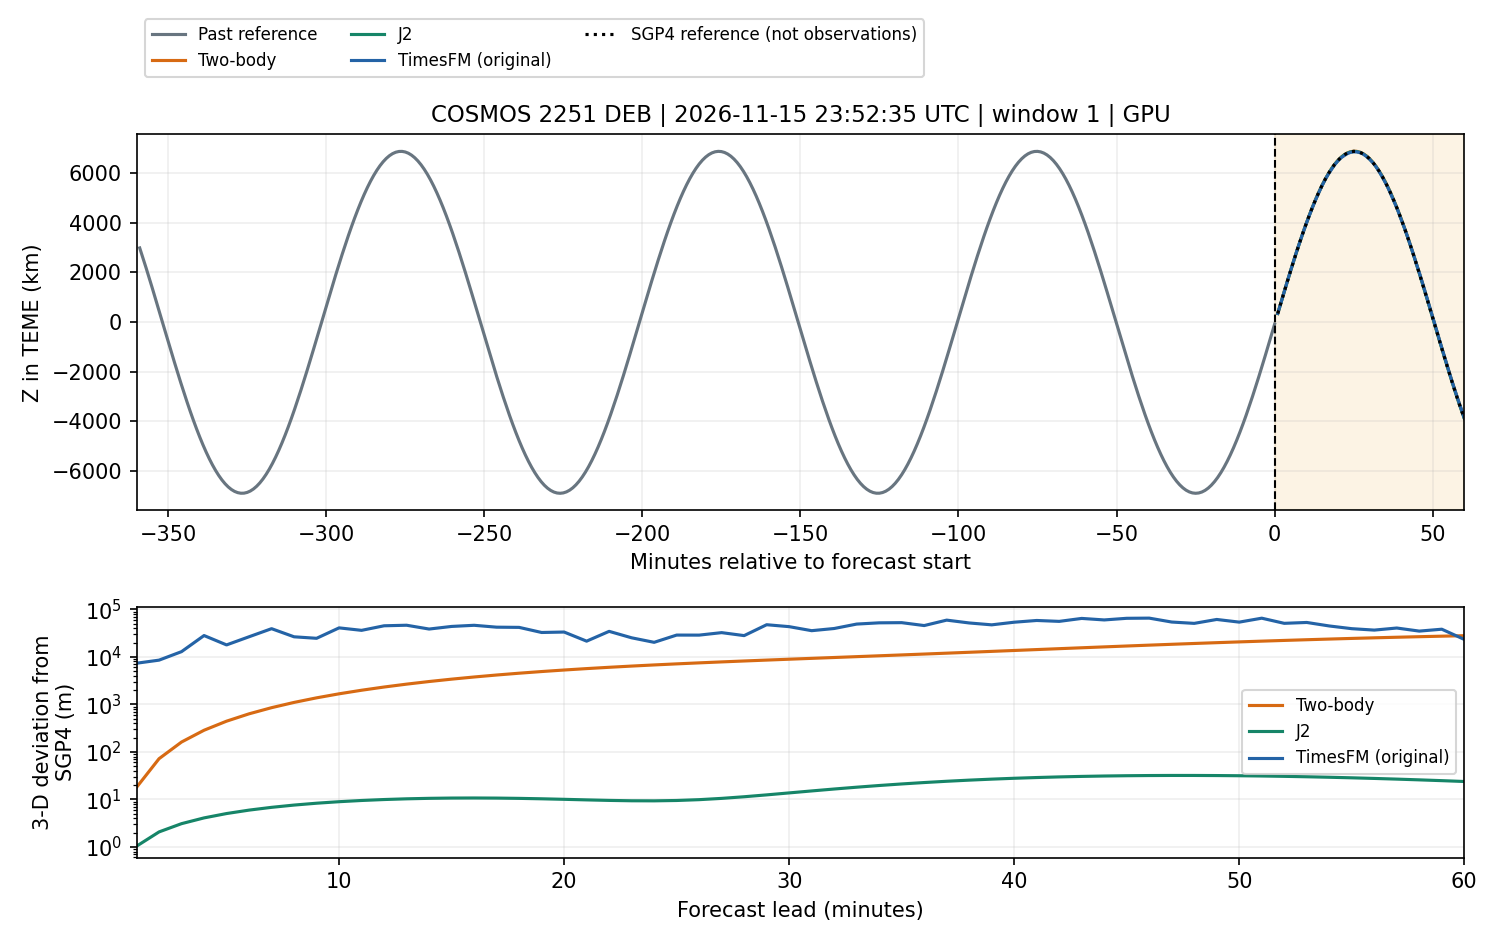 Past reference
Two-body
J2
TimesFM (original)
SGP4 reference (not observations)
COSMOS 2251 DEB | 2026-11-15 23:52:35 UTC | window 1 | GPU
Z in TEME (km)
6000
4000
2000
0
−2000
−4000
−6000
−350
−300
−250
−200
−150
−100
−50
0
50
Minutes relative to forecast start
3-D deviation from
SGP4 (m)
10⁵
10⁴
10³
10²
10¹
10⁰
Two-body
J2
TimesFM (original)
10
20
30
40
50
60
Forecast lead (minutes)